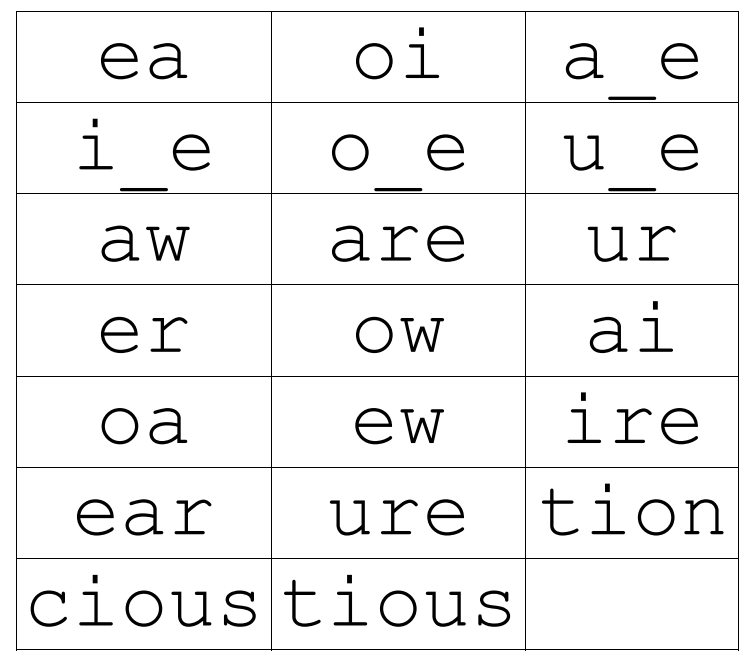 ea oi a_e
i_e o_e u_e
aw are ur
er ow ai
oa ew ire
ear ure tion
cious tious